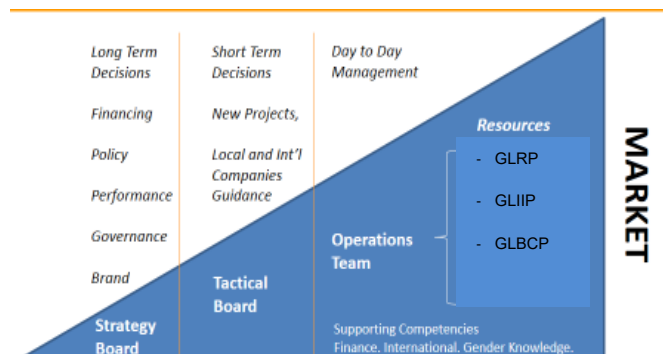 Long Term
Decisions
Financing
Policy
Performance
Governance
Brand
Strategy
Board
Short Term
Decisions
New Projects,
Local and Int'l
Companies
Guidance
Tactical
Board
Day to Day
Management
Operations
Team
Resources
- GLRP
- GLIIP
- GLBCP
Supporting Competencies
Finance. International. Gender Knowledge.
MARKET